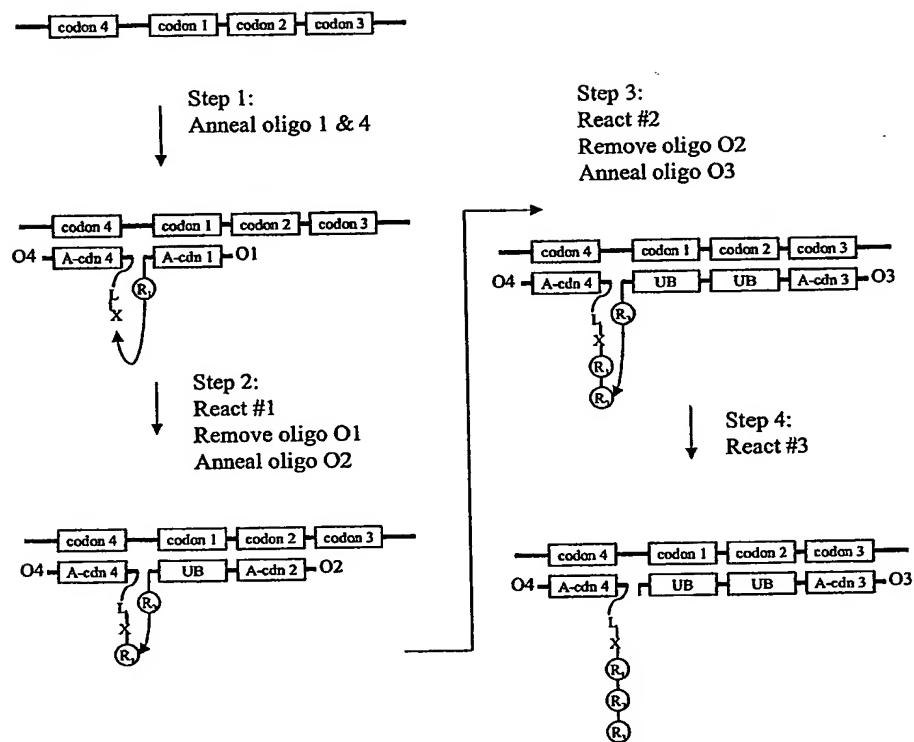 codon 4 codon 1 codon 2 codon 3
Step 1:
Anneal oligo 1 & 4
codon 4 codon 1 codon 2 codon 3
O4 A-cdn 4 A-cdn 1 O1
L
X
R₁
Step 2:
React #1
Remove oligo O1
Anneal oligo O2
codon 4 codon 1 codon 2 codon 3
O4 A-cdn 4 UB A-cdn 2 O2
L
X
R₁
Step 3:
React #2
Remove oligo O2
Anneal oligo O3
codon 4 codon 1 codon 2 codon 3
O4 A-cdn 4 UB UB A-cdn 3 O3
L
X
R₁
Step 4:
React #3
codon 4 codon 1 codon 2 codon 3
O4 A-cdn 4 UB UB A-cdn 3 O3
L
X
R₁